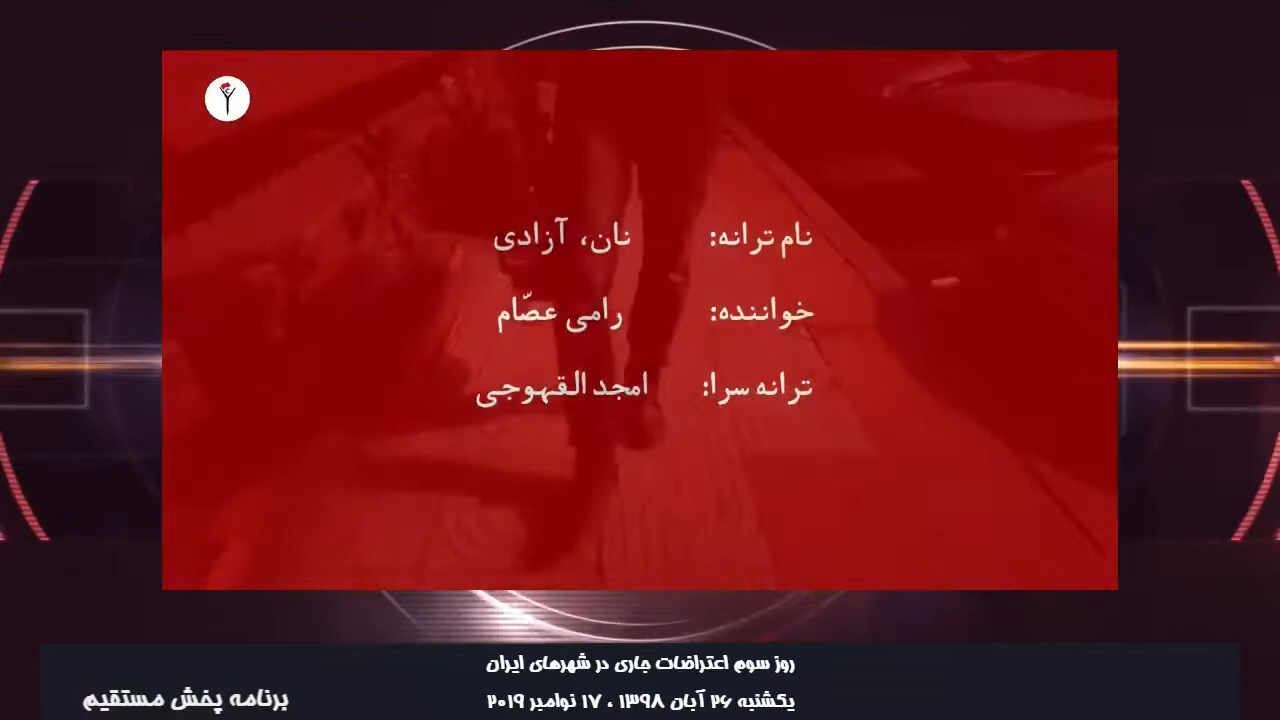 نام ترانه: نان، آزادی
خواننده: رامی عصّام
ترانه سرا: امجد القهوجی
روز سوم اعتراضات جاری در شهرهای ایران
یکشنبه ۲۶ آبان ۱۳۹۸ ، ۱۷ نوامبر ۲۰۱۹
برنامه پخش مستقیم